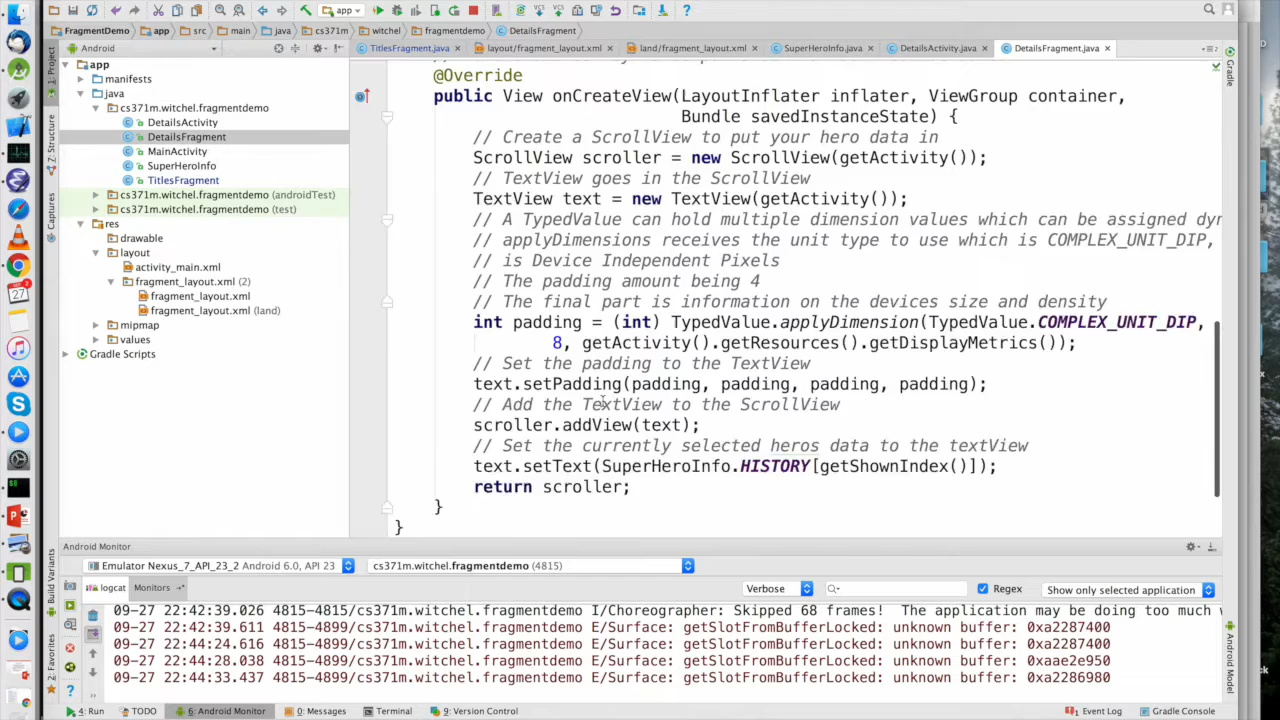 app
FragmentDemo app src main java cs371m witchel fragmentdemo DetailsFragment
Android
TitlesFragment.java layout/fragment_layout.xml land/fragment_layout.xml SuperHeroInfo.java DetailsActivity.java DetailsFragment.java
1: Project
Z: Structure
Captures
Build Variants
2: Favorites
app
manifests
java
cs371m.witchel.fragmentdemo
DetailsActivity
DetailsFragment
MainActivity
SuperHeroInfo
TitlesFragment
cs371m.witchel.fragmentdemo (androidTest)
cs371m.witchel.fragmentdemo (test)
res
drawable
layout
activity_main.xml
fragment_layout.xml (2)
fragment_layout.xml
fragment_layout.xml (land)
mipmap
values
Gradle Scripts
@Override
public View onCreateView(LayoutInflater inflater, ViewGroup container,
Bundle savedInstanceState) {
// Create a ScrollView to put your hero data in
ScrollView scroller = new ScrollView(getActivity());
// TextView goes in the ScrollView
TextView text = new TextView(getActivity());
// A TypedValue can hold multiple dimension values which can be assigned dyn
// applyDimensions receives the unit type to use which is COMPLEX_UNIT_DIP,
// is Device Independent Pixels
// The padding amount being 4
// The final part is information on the devices size and density
int padding = (int) TypedValue.applyDimension(TypedValue.COMPLEX_UNIT_DIP,
8, getActivity().getResources().getDisplayMetrics());
// Set the padding to the TextView
text.setPadding(padding, padding, padding, padding);
// Add the TextView to the ScrollView
scroller.addView(text);
// Set the currently selected heros data to the textView
text.setText(SuperHeroInfo.HISTORY[getShownIndex()]);
return scroller;
}
}
Gradle
Android Model
Android Monitor
Emulator Nexus_7_API_23_2 Android 6.0, API 23 cs371m.witchel.fragmentdemo (4815)
logcat Monitors Verbose Regex Show only selected application
09-27 22:42:39.026 4815-4815/cs371m.witchel.fragmentdemo I/Choreographer: Skipped 68 frames! The application may be doing too much w
09-27 22:42:39.611 4815-4899/cs371m.witchel.fragmentdemo E/Surface: getSlotFromBufferLocked: unknown buffer: 0xa2287400
09-27 22:44:24.616 4815-4899/cs371m.witchel.fragmentdemo E/Surface: getSlotFromBufferLocked: unknown buffer: 0xa2287400
09-27 22:44:28.038 4815-4899/cs371m.witchel.fragmentdemo E/Surface: getSlotFromBufferLocked: unknown buffer: 0xaae2e950
09-27 22:44:33.437 4815-4899/cs371m.witchel.fragmentdemo E/Surface: getSlotFromBufferLocked: unknown buffer: 0xa2286980
4: Run TODO 6: Android Monitor 0: Messages Terminal 9: Version Control Event Log Gradle Console